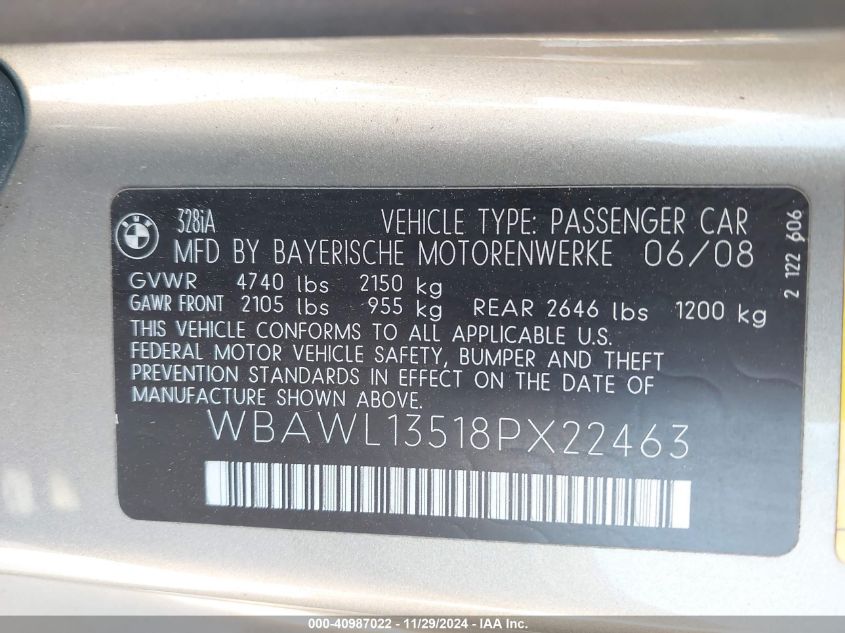 328iA VEHICLE TYPE: PASSENGER CAR
MFD BY BAYERISCHE MOTORENWERKE 06/08
GVWR 4740 lbs 2150 kg
GAWR FRONT 2105 lbs 955 kg REAR 2646 lbs 1200 kg
THIS VEHICLE CONFORMS TO ALL APPLICABLE U.S.
FEDERAL MOTOR VEHICLE SAFETY, BUMPER AND THEFT
PREVENTION STANDARDS IN EFFECT ON THE DATE OF
MANUFACTURE SHOWN ABOVE.
WBAWL13518PX22463
2 122 606
BMW
000-40987022 - 11/29/2024 - IAA Inc.